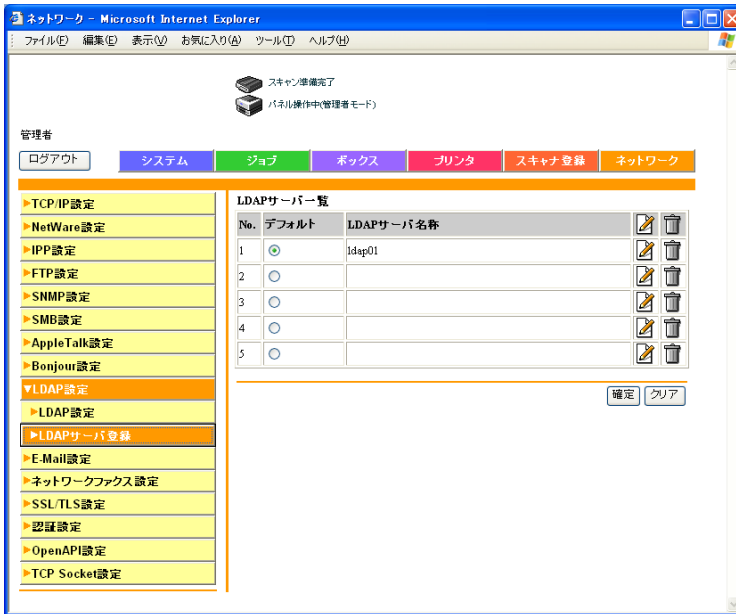 ネットワーク - Microsoft Internet Explorer
ファイル(F) 編集(E) 表示(V) お気に入り(A) ツール(T) ヘルプ(H)
スキャン準備完了
パネル操作中(管理者モード)
管理者
ログアウト システム ジョブ ボックス プリンタ スキャナ登録 ネットワーク
TCP/IP設定
NetWare設定
IPP設定
FTP設定
SNMP設定
SMB設定
AppleTalk設定
Bonjour設定
LDAP設定
LDAP設定
LDAPサーバ登録
E-Mail設定
ネットワークファクス設定
SSL/TLS設定
認証設定
OpenAPI設定
TCP Socket設定
LDAPサーバ一覧
No. デフォルト LDAPサーバ名称
1 ldap01
2
3
4
5
確定 クリア